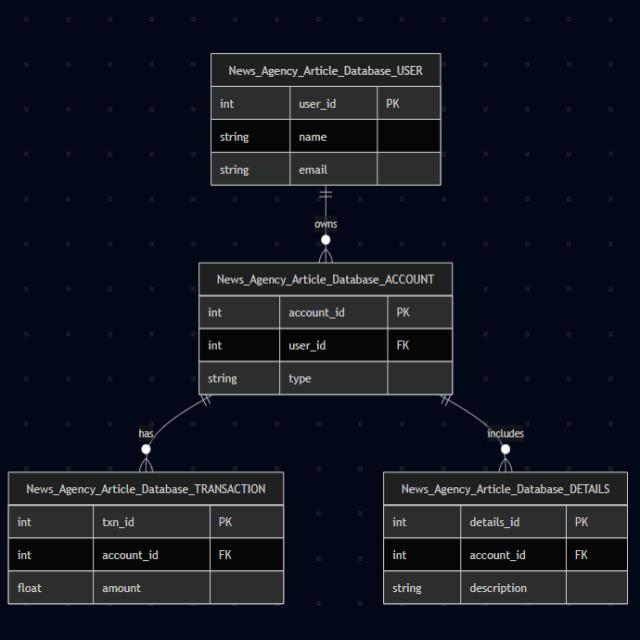 News_Agency_Article_Database_USER
int user_id PK
string name
string email
owns
News_Agency_Article_Database_ACCOUNT
int account_id PK
int user_id FK
string type
has includes
News_Agency_Article_Database_TRANSACTION News_Agency_Article_Database_DETAILS
int txn_id PK int details_id PK
int account_id FK int account_id FK
float amount string description